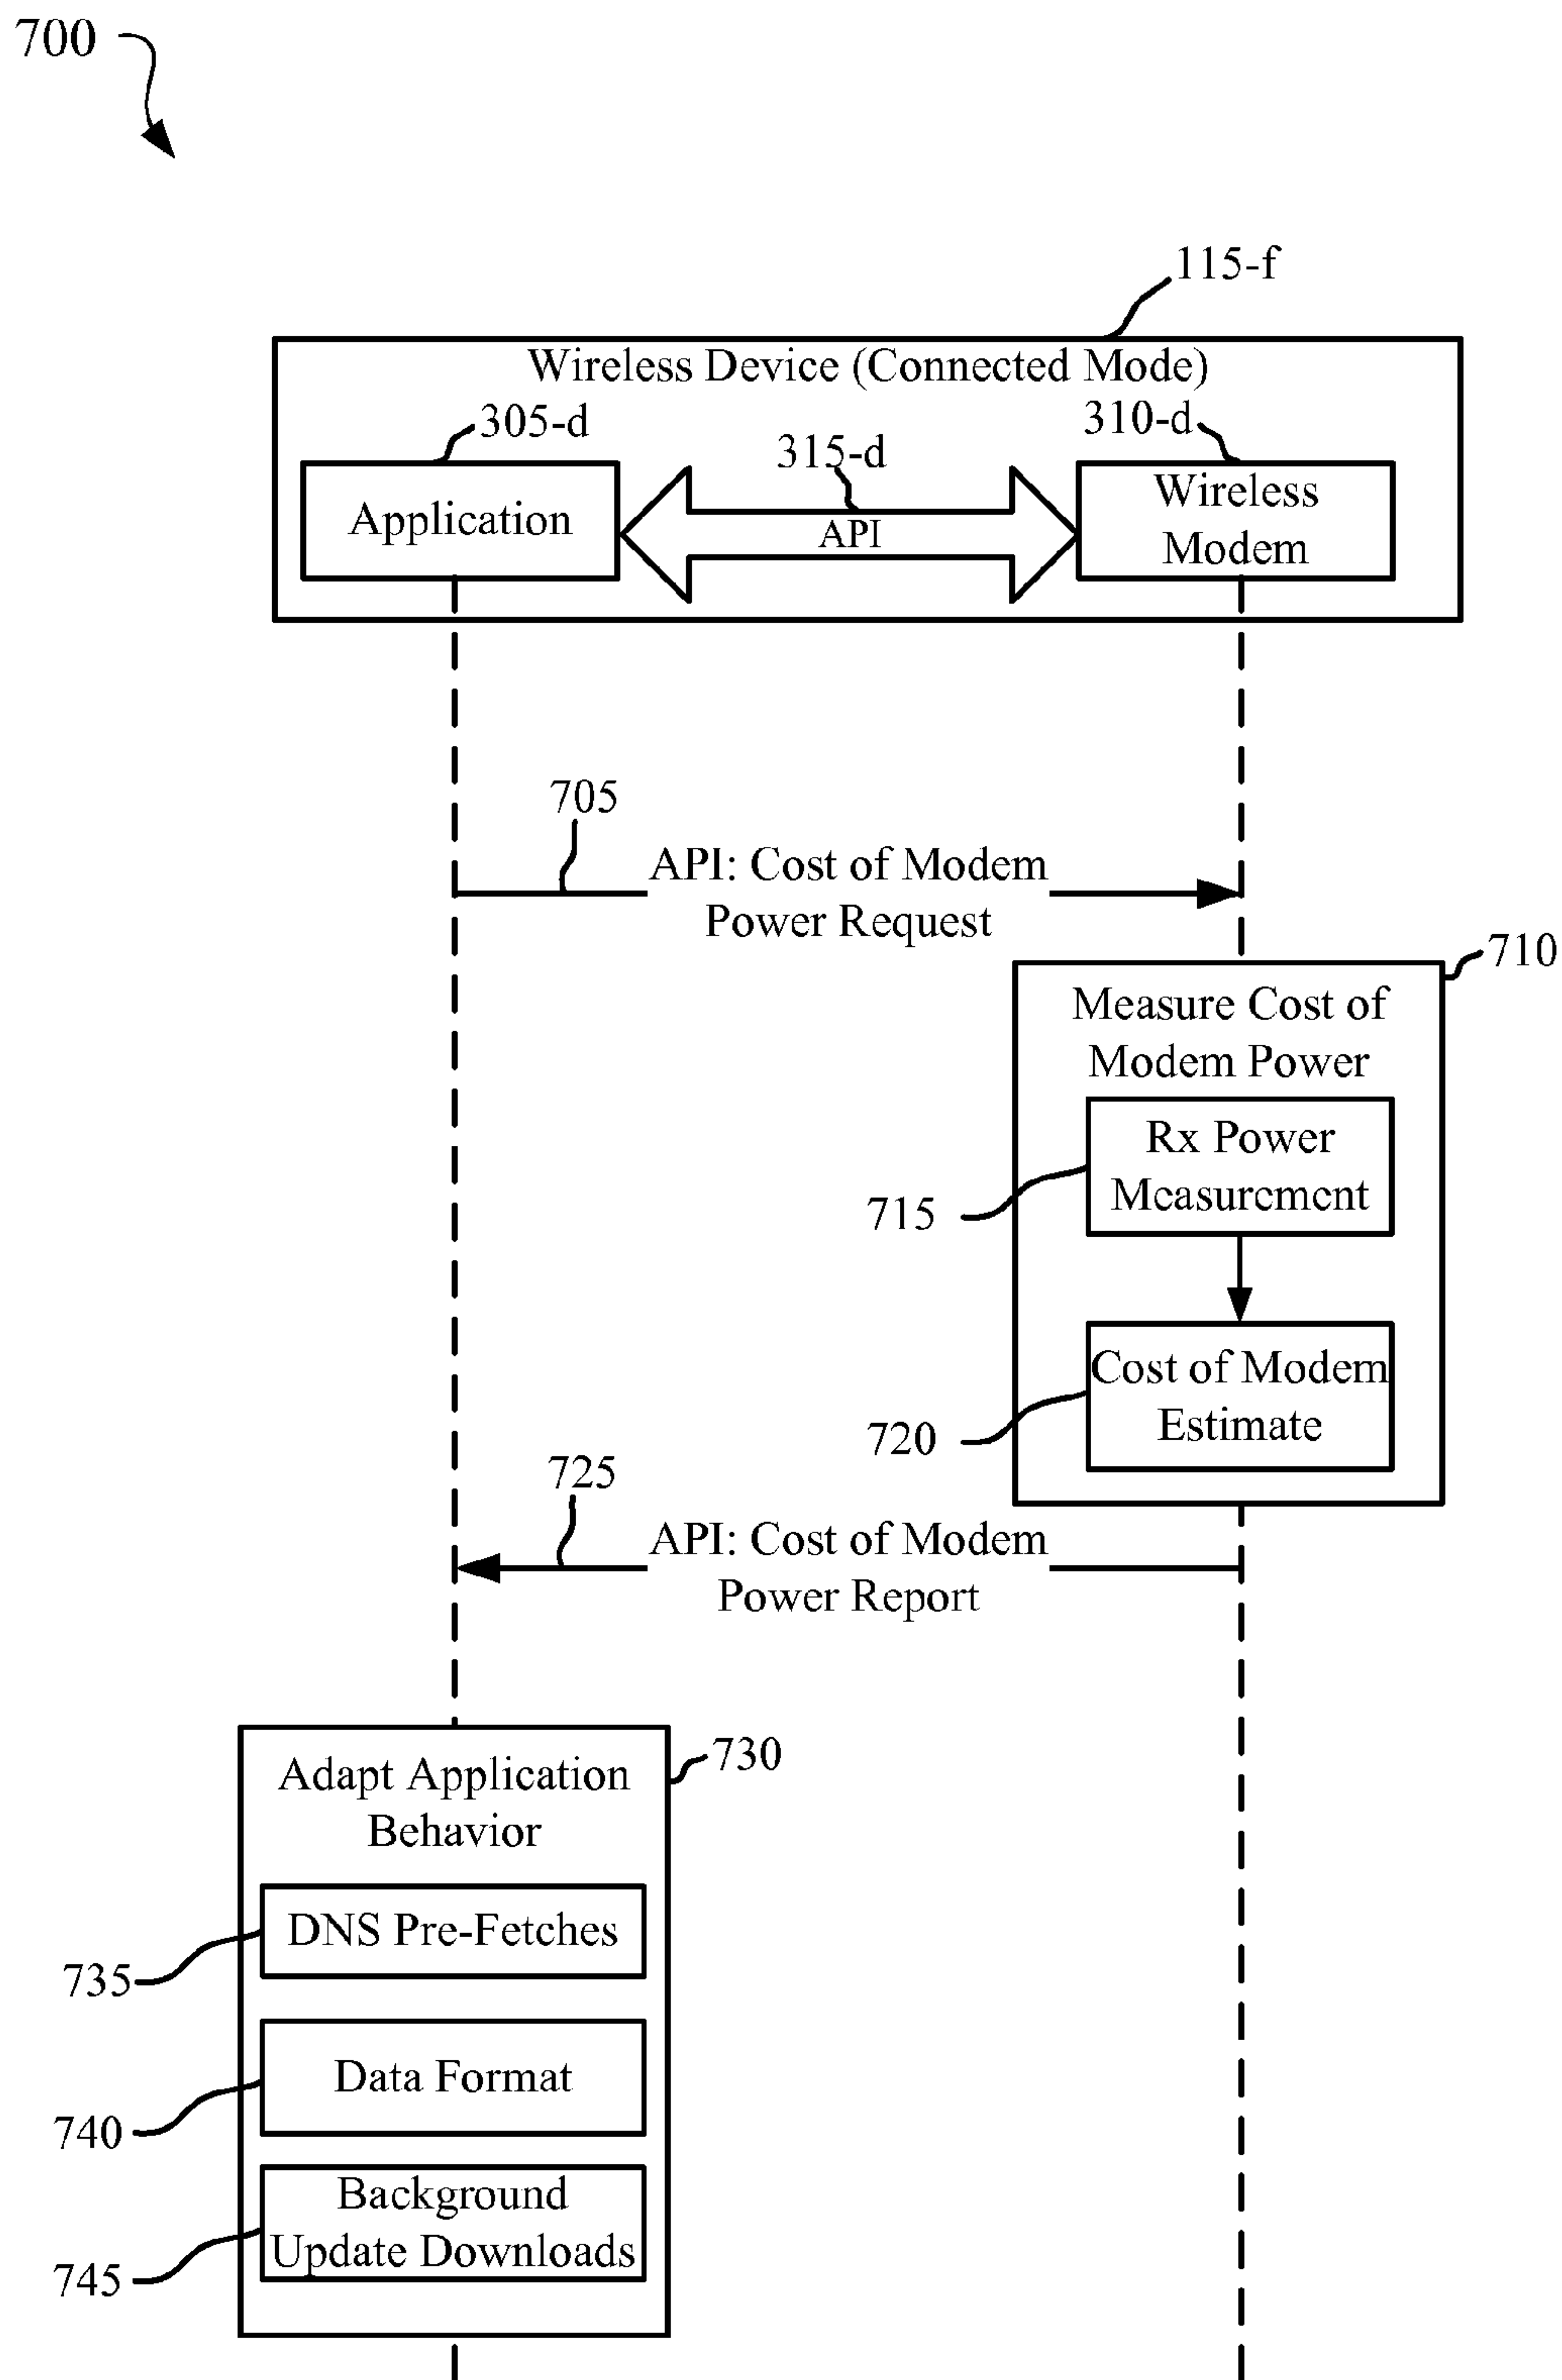 700
115-f
Wireless Device (Connected Mode)
305-d
310-d
315-d
Application
API
Wireless
Modem
705
API: Cost of Modem
Power Request
710
Measure Cost of
Modem Power
Rx Power
Measurement
715
Cost of Modem
Estimate
720
725
API: Cost of Modem
Power Report
730
Adapt Application
Behavior
DNS Pre-Fetches
735
Data Format
740
Background
Update Downloads
745